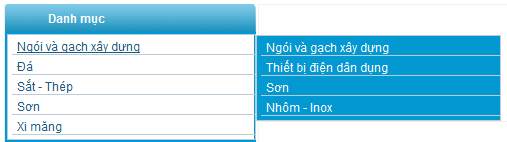 Danh mục
Ngói và gạch xây dựng
Đá
Sắt - Thép
Sơn
Xi măng
Ngói và gạch xây dựng
Thiết bị điện dân dụng
Sơn
Nhôm - Inox